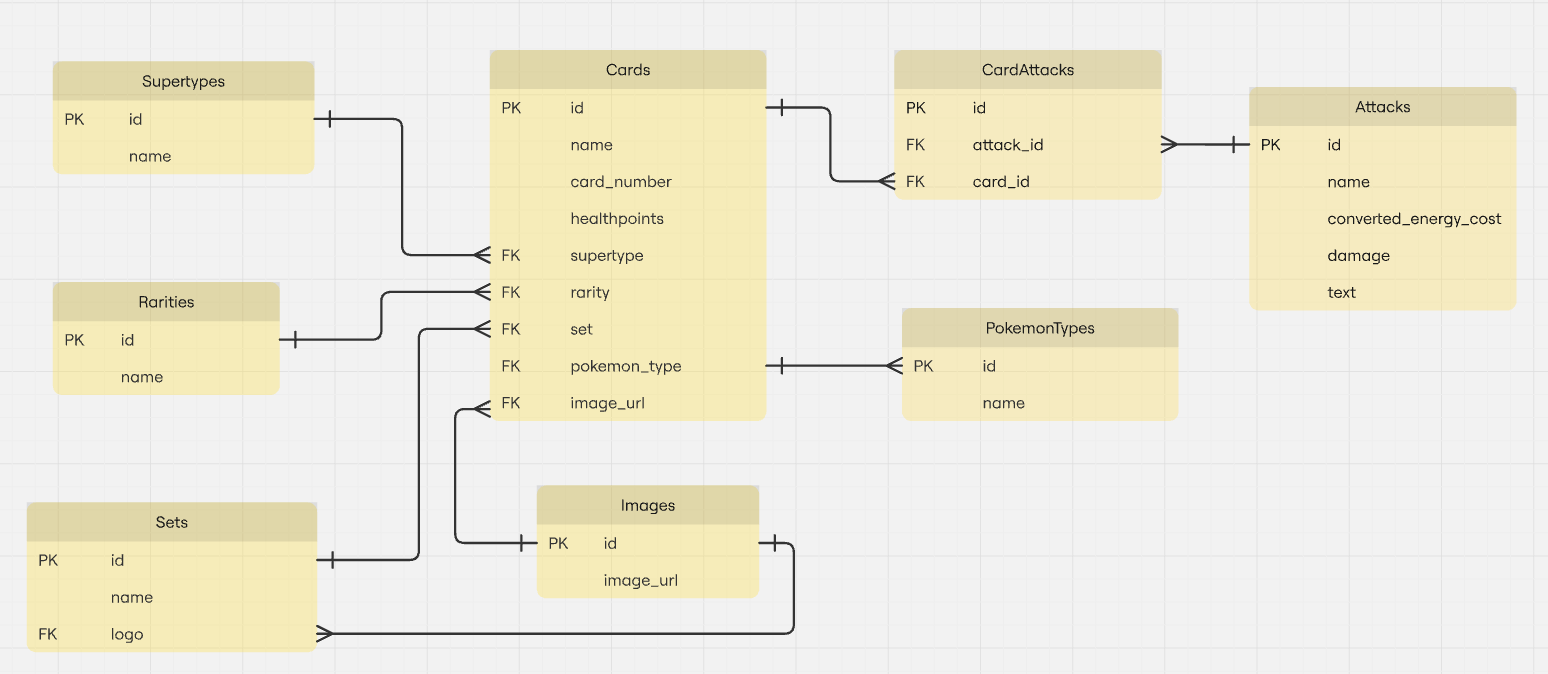 Supertypes
PK id
name
Rarities
PK id
name
Sets
PK id
name
FK logo
Cards
PK id
name
card_number
healthpoints
FK supertype
FK rarity
FK set
FK pokemon_type
FK image_url
Images
PK id
image_url
CardAttacks
PK id
FK attack_id
FK card_id
PokemonTypes
PK id
name
Attacks
PK id
name
converted_energy_cost
damage
text